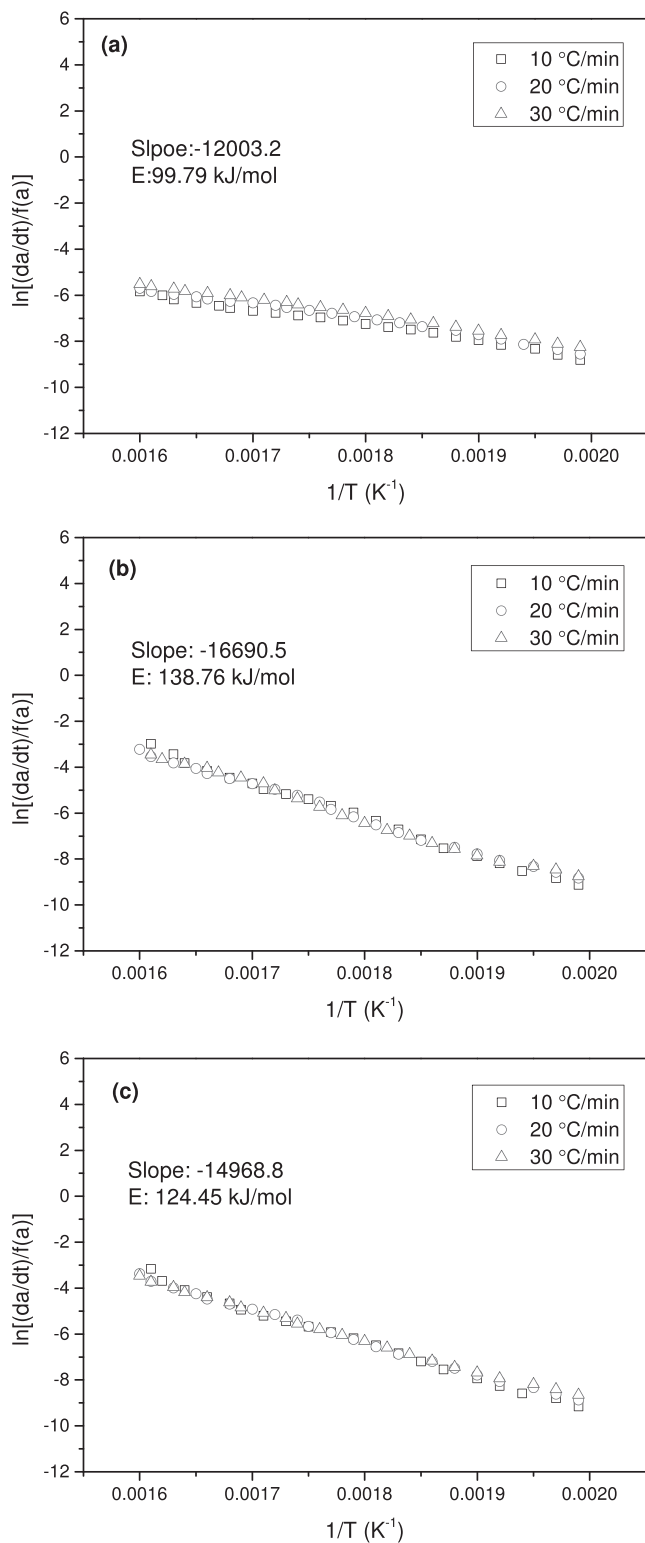 (a)
10 °C/min
20 °C/min
30 °C/min
Slpoe:-12003.2
E:99.79 kJ/mol
ln[(da/dt)/f(a)]
6
4
2
0
-2
-4
-6
-8
-10
-12
0.0016 0.0017 0.0018 0.0019 0.0020
1/T (K-1)
(b)
10 °C/min
20 °C/min
30 °C/min
Slope: -16690.5
E: 138.76 kJ/mol
ln[(da/dt)/f(a)]
6
4
2
0
-2
-4
-6
-8
-10
-12
0.0016 0.0017 0.0018 0.0019 0.0020
1/T (K-1)
(c)
10 °C/min
20 °C/min
30 °C/min
Slope: -14968.8
E: 124.45 kJ/mol
ln[(da/dt)/f(a)]
6
4
2
0
-2
-4
-6
-8
-10
-12
0.0016 0.0017 0.0018 0.0019 0.0020
1/T (K-1)